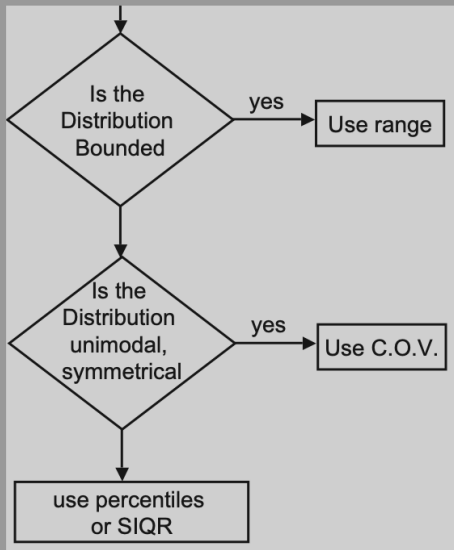 Is the
Distribution
Bounded
yes
Use range
Is the
Distribution
unimodal,
symmetrical
yes
Use C.O.V.
use percentiles
or SIQR